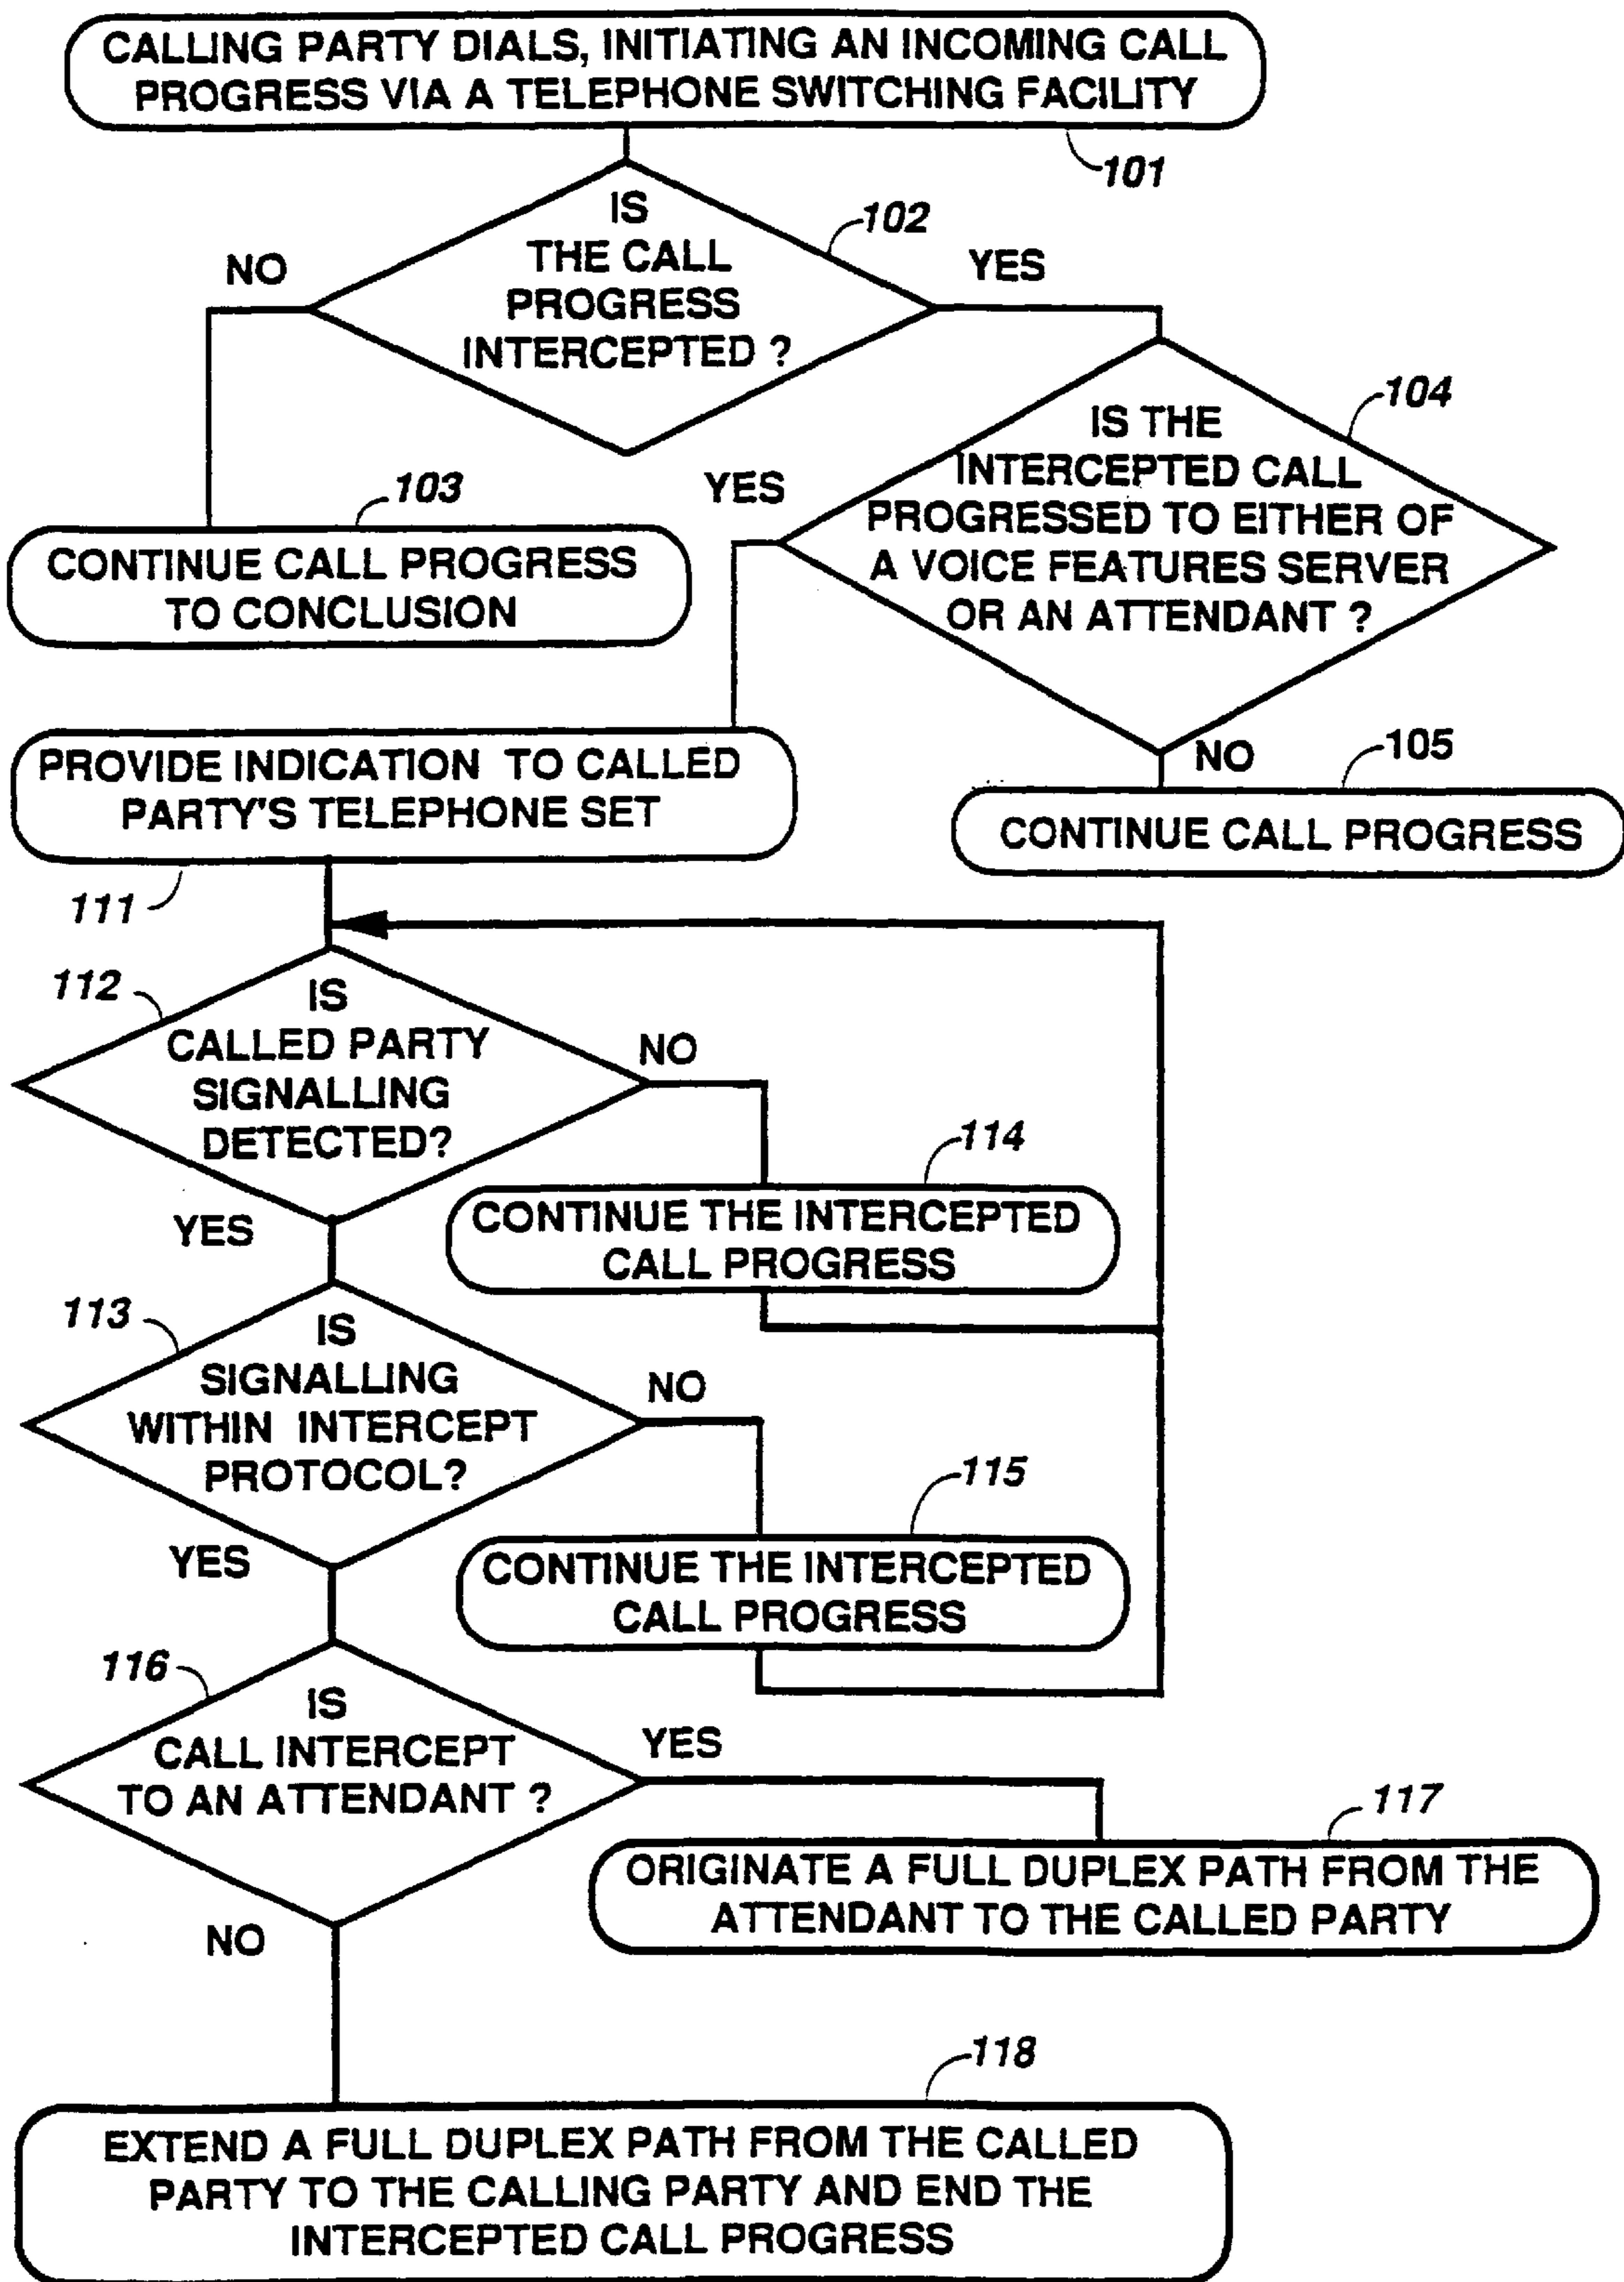 CALLING PARTY DIALS, INITIATING AN INCOMING CALL
PROGRESS VIA A TELEPHONE SWITCHING FACILITY
101
IS
THE CALL
PROGRESS
INTERCEPTED ?
102
NO
YES
103
CONTINUE CALL PROGRESS
TO CONCLUSION
104
IS THE
INTERCEPTED CALL
PROGRESSED TO EITHER OF
A VOICE FEATURES SERVER
OR AN ATTENDANT ?
YES
NO
105
CONTINUE CALL PROGRESS
PROVIDE INDICATION TO CALLED
PARTY'S TELEPHONE SET
111
112
IS
CALLED PARTY
SIGNALLING
DETECTED?
NO
114
CONTINUE THE INTERCEPTED
CALL PROGRESS
YES
113
IS
SIGNALLING
WITHIN INTERCEPT
PROTOCOL?
NO
115
CONTINUE THE INTERCEPTED
CALL PROGRESS
YES
116
IS
CALL INTERCEPT
TO AN ATTENDANT ?
YES
117
ORIGINATE A FULL DUPLEX PATH FROM THE
ATTENDANT TO THE CALLED PARTY
NO
118
EXTEND A FULL DUPLEX PATH FROM THE CALLED
PARTY TO THE CALLING PARTY AND END THE
INTERCEPTED CALL PROGRESS